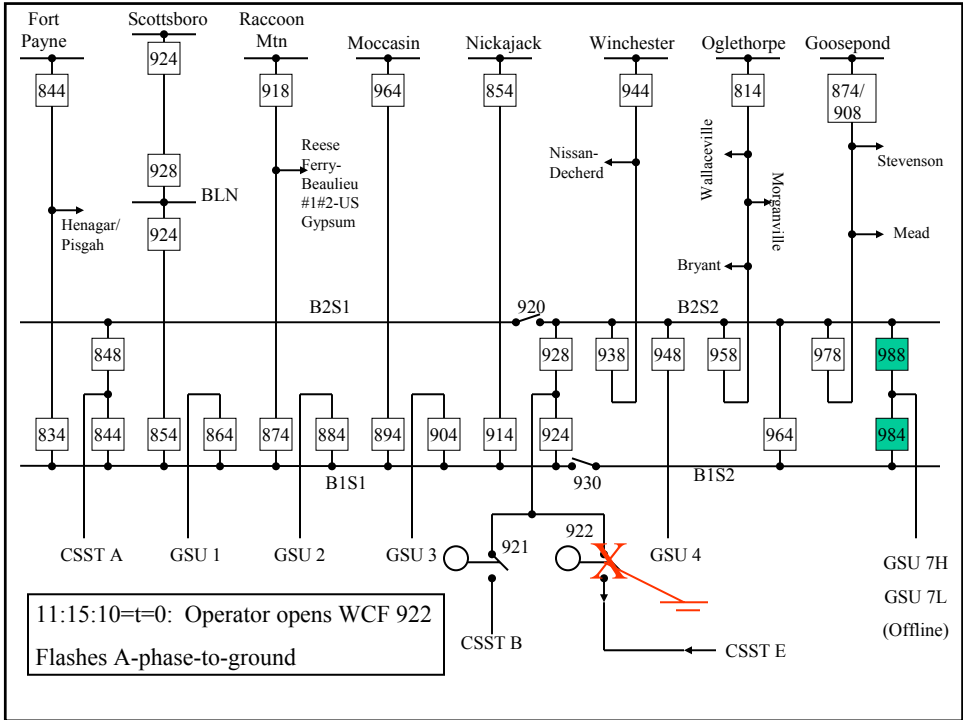 Fort
Payne
Scottsboro
Raccoon
Mtn
Moccasin
Nickajack
Winchester
Oglethorpe
Goosepond
844
924
918
964
854
944
814
874/
908
928
BLN
924
Henagar/
Pisgah
Reese
Ferry-
Beaulieu
#1#2-US
Gypsum
Nissan-
Decherd
Wallaceville
Morganville
Bryant
Stevenson
Mead
B2S1
920
B2S2
848
928
938
948
958
978
988
834
844
854
864
874
884
894
904
914
924
964
984
B1S1
930
B1S2
CSST A
GSU 1
GSU 2
GSU 3
921
922
GSU 4
GSU 7H
GSU 7L
(Offline)
CSST B
CSST E
11:15:10=t=0: Operator opens WCF 922
Flashes A-phase-to-ground